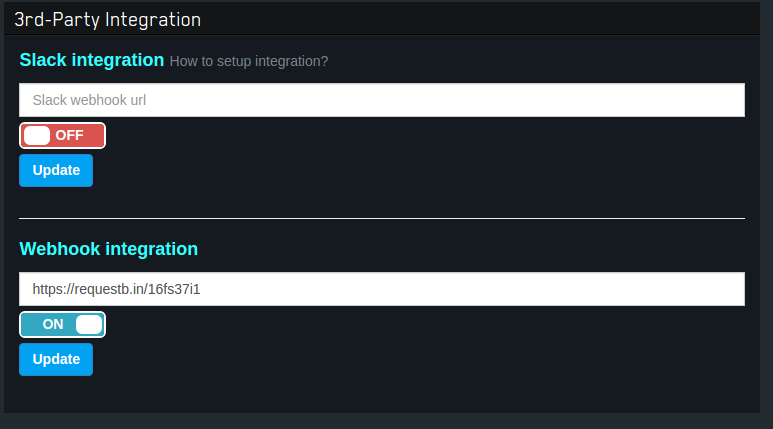 3rd-Party Integration
Slack integration How to setup integration?
Slack webhook url
OFF
Update
Webhook integration
https://requestb.in/16fs37i1
ON
Update